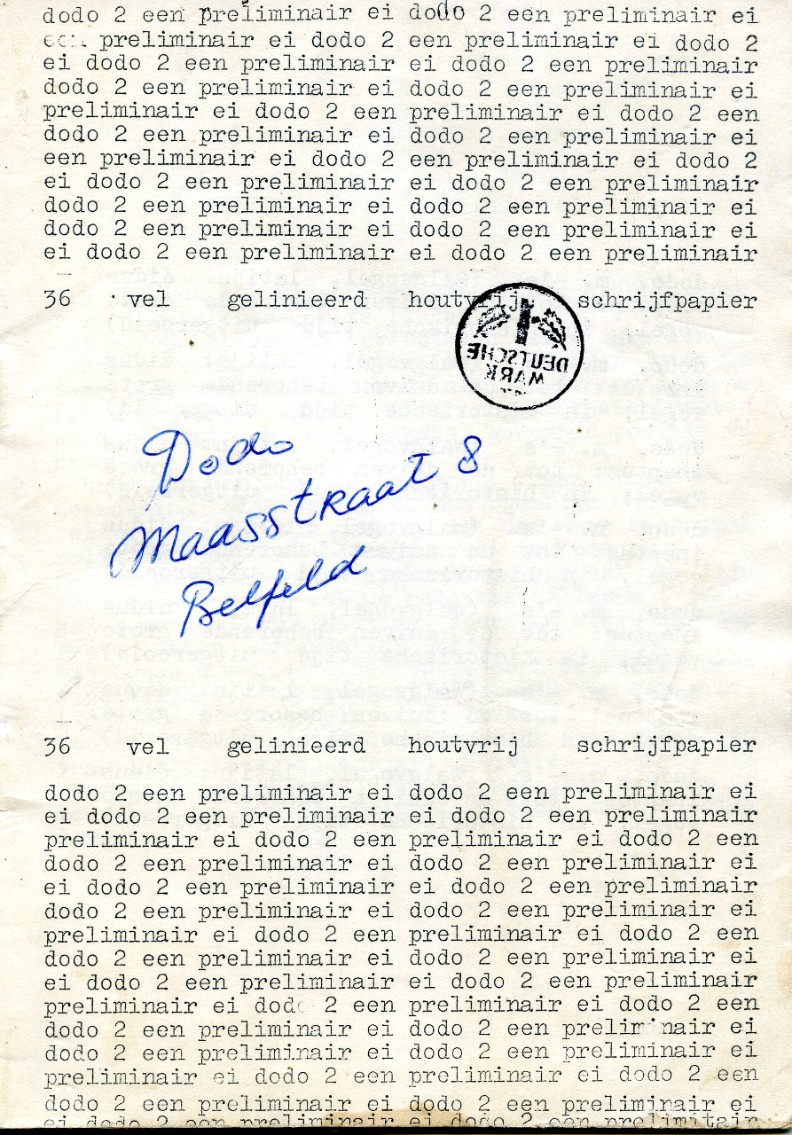 dodo 2 een preliminair ei dodo 2 een preliminair ei
een preliminair ei dodo 2 een preliminair ei dodo 2
ei dodo 2 een preliminair ei dodo 2 een preliminair
dodo 2 een preliminair ei dodo 2 een preliminair ei
preliminair ei dodo 2 een preliminair ei dodo 2 een
dodo 2 een preliminair ei dodo 2 een preliminair ei
een preliminair ei dodo 2 een preliminair ei dodo 2
ei dodo 2 een preliminair ei dodo 2 een preliminair
dodo 2 een preliminair ei dodo 2 een preliminair ei
dodo 2 een preliminair ei dodo 2 een preliminair ei
ei dodo 2 een preliminair ei dodo 2 een preliminair
36 vel gelinieerd houtvrij schrijfpapier
DEUTSCHE
MARK
Dodo
Maasstraat 8
Belfeld
36 vel gelinieerd houtvrij schrijfpapier
dodo 2 een preliminair ei dodo 2 een preliminair ei
ei dodo 2 een preliminair ei dodo 2 een preliminair
preliminair ei dodo 2 een preliminair ei dodo 2 een
dodo 2 een preliminair ei dodo 2 een preliminair ei
ei dodo 2 een preliminair ei dodo 2 een preliminair
dodo 2 een preliminair ei dodo 2 een preliminair ei
preliminair ei dodo 2 een preliminair ei dodo 2 een
dodo 2 een preliminair ei dodo 2 een preliminair ei
ei dodo 2 een preliminair ei dodo 2 een preliminair
preliminair ei dodo 2 een preliminair ei dodo 2 een
dodo 2 een preliminair ei dodo 2 een preliminair ei
dodo 2 een preliminair ei dodo 2 een preliminair ei
preliminair ei dodo 2 een preliminair ei dodo 2 een
dodo 2 een preliminair ei dodo 2 een preliminair ei
ei dodo 2 een preliminair ei dodo 2 een prelimitair